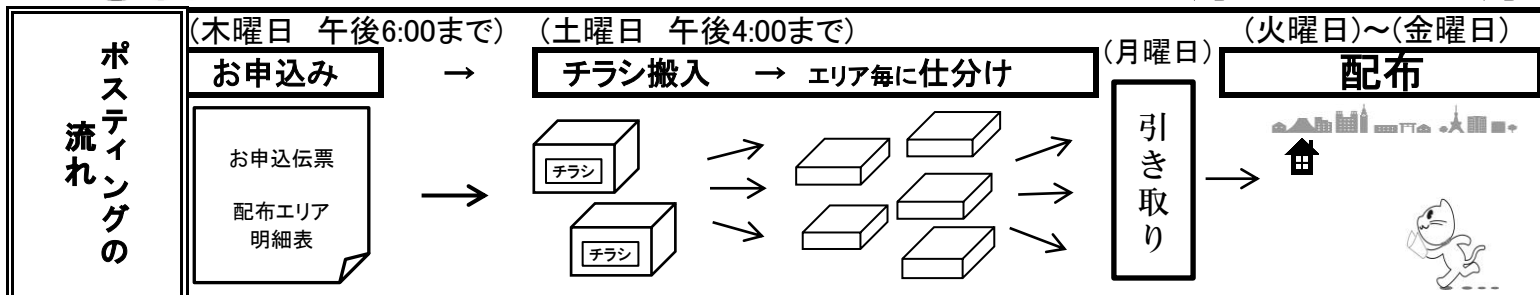 ポスティングの
流れ
(木曜日 午後6:00まで)
お申込み
→
お申込伝票
配布エリア
明細表
(土曜日 午後4:00まで)
チラシ搬入 → エリア毎に仕分け
チラシ
チラシ
(月曜日)
引き取り
(火曜日)~(金曜日)
配布